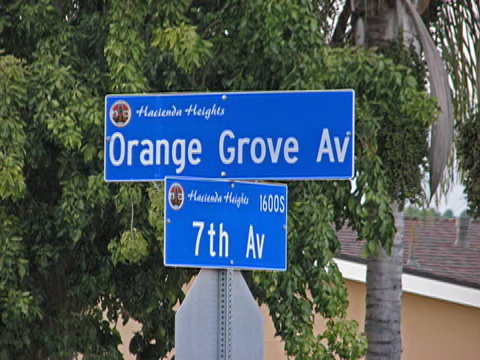 Hacienda Heights
Orange Grove Av
Hacienda Heights 1600S
7th Av